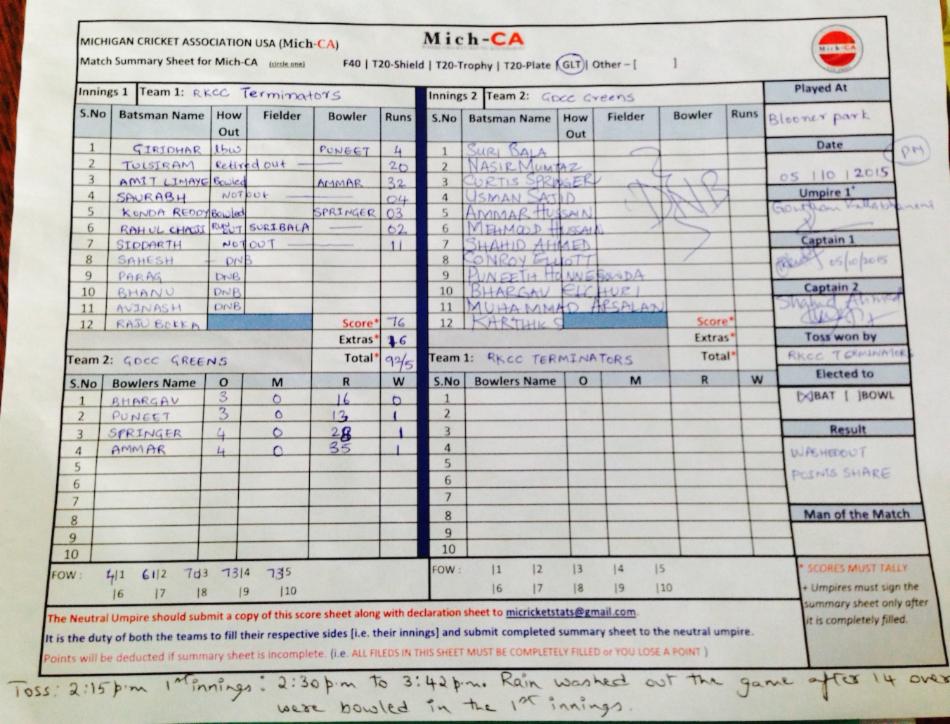 MICHIGAN CRICKET ASSOCIATION USA (Mich-CA)
Mich-CA
Match Summary Sheet for Mich-CA (circle one) F40 | T20-Shield | T20-Trophy | T20-Plate | GLT | Other – [ ]
Mich-CA
Innings 1 Team 1: RKCC Terminators
S.No Batsman Name How Out Fielder Bowler Runs
1 GIRIDHAR lbw PUNEET 4
2 TULSIRAM Retired out 20
3 AMIT LIMAYE Bowled AMMAR 32
4 SAURABH NOT OUT 04
5 KONDA REDDY Bowled SPRINGER 03
6 RAHUL OUT SURIBALA 02
7 SIDDARTH NOT OUT 11
8 SAHESH DNB
9 PARAG DNB
10 BHANU DNB
11 AVINASH DNB
12 RAJU BOKKA Score* 76
Extras* 16
Team 2: GDCC GREENS Total* 92/5
S.No Bowlers Name O M R W
1 BHARGAV 3 0 16 0
2 PUNEET 3 0 13 1
3 SPRINGER 4 0 28 1
4 AMMAR 4 0 35 1
5
6
7
8
9
10
FOW : 4|1 61|2 70|3 73|4 73|5
|6 |7 |8 |9 |10
Innings 2 Team 2: GDCC Greens
S.No Batsman Name How Out Fielder Bowler Runs
1 SURI BALA
2 NASIR MUMTAZ
3 CURTIS SPRINGER
4 USMAN SAJID
5 AMMAR HUSSAIN
6 MEHMOOD HUSSAIN
7 SHAHID AHMED
8 CONROY ELLIOTT
9 PUNEETH
10 BHARGAV ELCHURI
11 MUHAMMAD ARSALAN
12 KARTHIK S Score*
DNB
Extras*
Team 1: RKCC TERMINATORS Total*
S.No Bowlers Name O M R W
1
2
3
4
5
6
7
8
9
10
FOW : |1 |2 |3 |4 |5
|6 |7 |8 |9 |10
Played At
Bloomer park
Date
PM
05 | 10 | 2015
Umpire 1*
Captain 1
05/10/2015
Captain 2
Shahid Ahmed
Toss won by
RKCC TERMINATORS
Elected to
[X]BAT [ ]BOWL
Result
WASHEDOUT
POINTS SHARE
Man of the Match
* SCORES MUST TALLY
+ Umpires must sign the
summary sheet only after
it is completely filled.
The Neutral Umpire should submit a copy of this score sheet along with declaration sheet to micricketstats@gmail.com.
It is the duty of both the teams to fill their respective sides [i.e. their innings] and submit completed summary sheet to the neutral umpire.
Points will be deducted if summary sheet is incomplete. (i.e. ALL FILEDS IN THIS SHEET MUST BE COMPLETELY FILLED or YOU LOSE A POINT )
Toss: 2:15 p.m 1st innings: 2:30 p.m to 3:42 p.m. Rain washed out the game after 14 over
were bowled in the 1st innings.